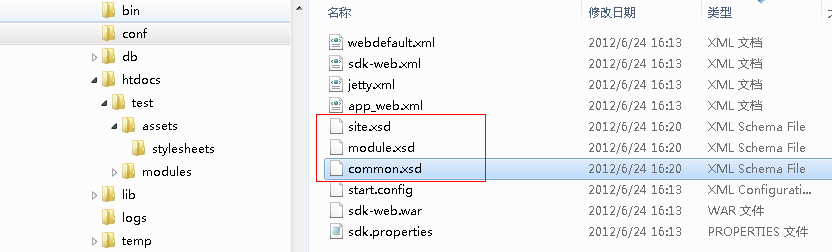 bin
conf
db
htdocs
test
assets
stylesheets
modules
lib
logs
temp
名称 修改日期 类型 大
webdefault.xml 2012/6/24 16:13 XML 文档
sdk-web.xml 2012/6/24 16:13 XML 文档
jetty.xml 2012/6/24 16:13 XML 文档
app_web.xml 2012/6/24 16:13 XML 文档
site.xsd 2012/6/24 16:20 XML Schema File
module.xsd 2012/6/24 16:20 XML Schema File
common.xsd 2012/6/24 16:20 XML Schema File
start.config 2012/6/24 16:13 XML Configurati...
sdk-web.war 2012/6/24 16:13 WAR 文件
sdk.properties 2012/6/24 16:13 PROPERTIES 文件